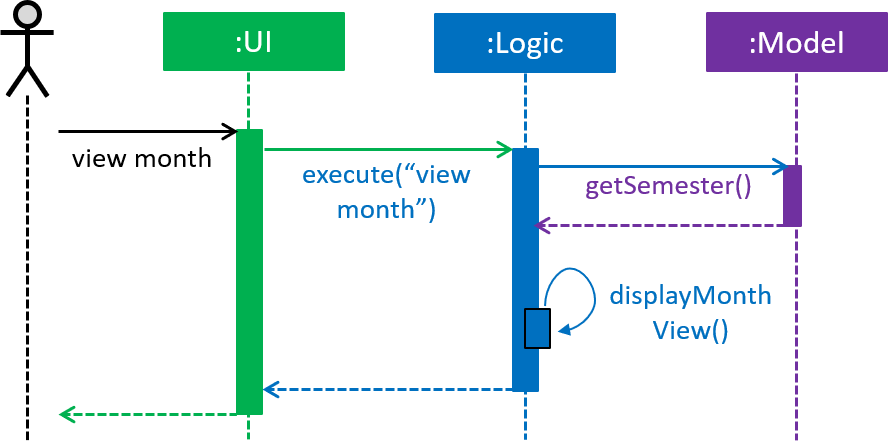 :UI
:Logic
:Model
view month
execute(“view
month”)
getSemester()
displayMonth
View()